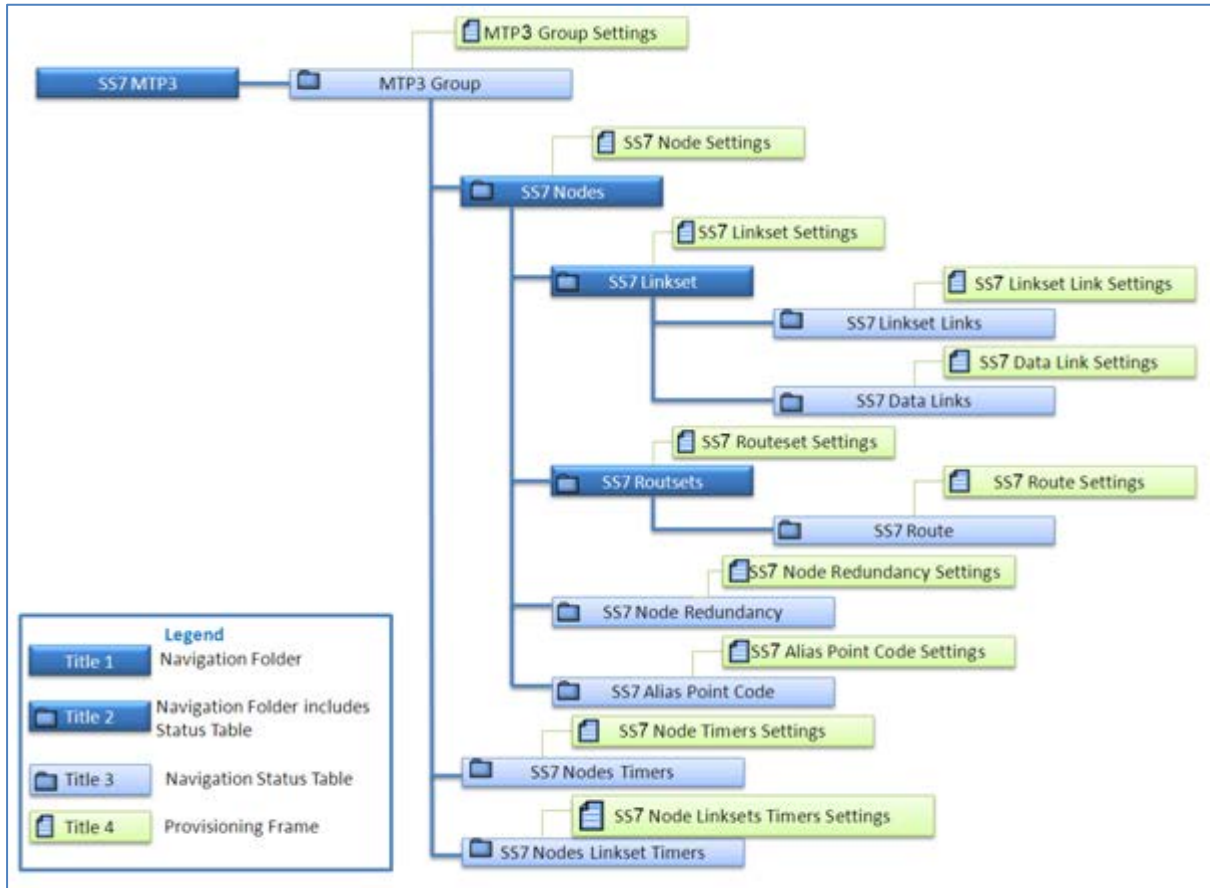 MTP3 Group Settings
SS7 MTP3
MTP3 Group
SS7 Node Settings
SS7 Nodes
SS7 Linkset Settings
SS7 Linkset
SS7 Linkset Link Settings
SS7 Linkset Links
SS7 Data Link Settings
SS7 Data Links
SS7 Routeset Settings
SS7 Routsets
SS7 Route Settings
SS7 Route
SS7 Node Redundancy Settings
SS7 Node Redundancy
SS7 Alias Point Code Settings
SS7 Alias Point Code
SS7 Node Timers Settings
SS7 Nodes Timers
SS7 Node Linksets Timers Settings
SS7 Nodes Linkset Timers
Legend
Title 1
Navigation Folder
Title 2
Navigation Folder includes
Status Table
Title 3
Navigation Status Table
Title 4
Provisioning Frame